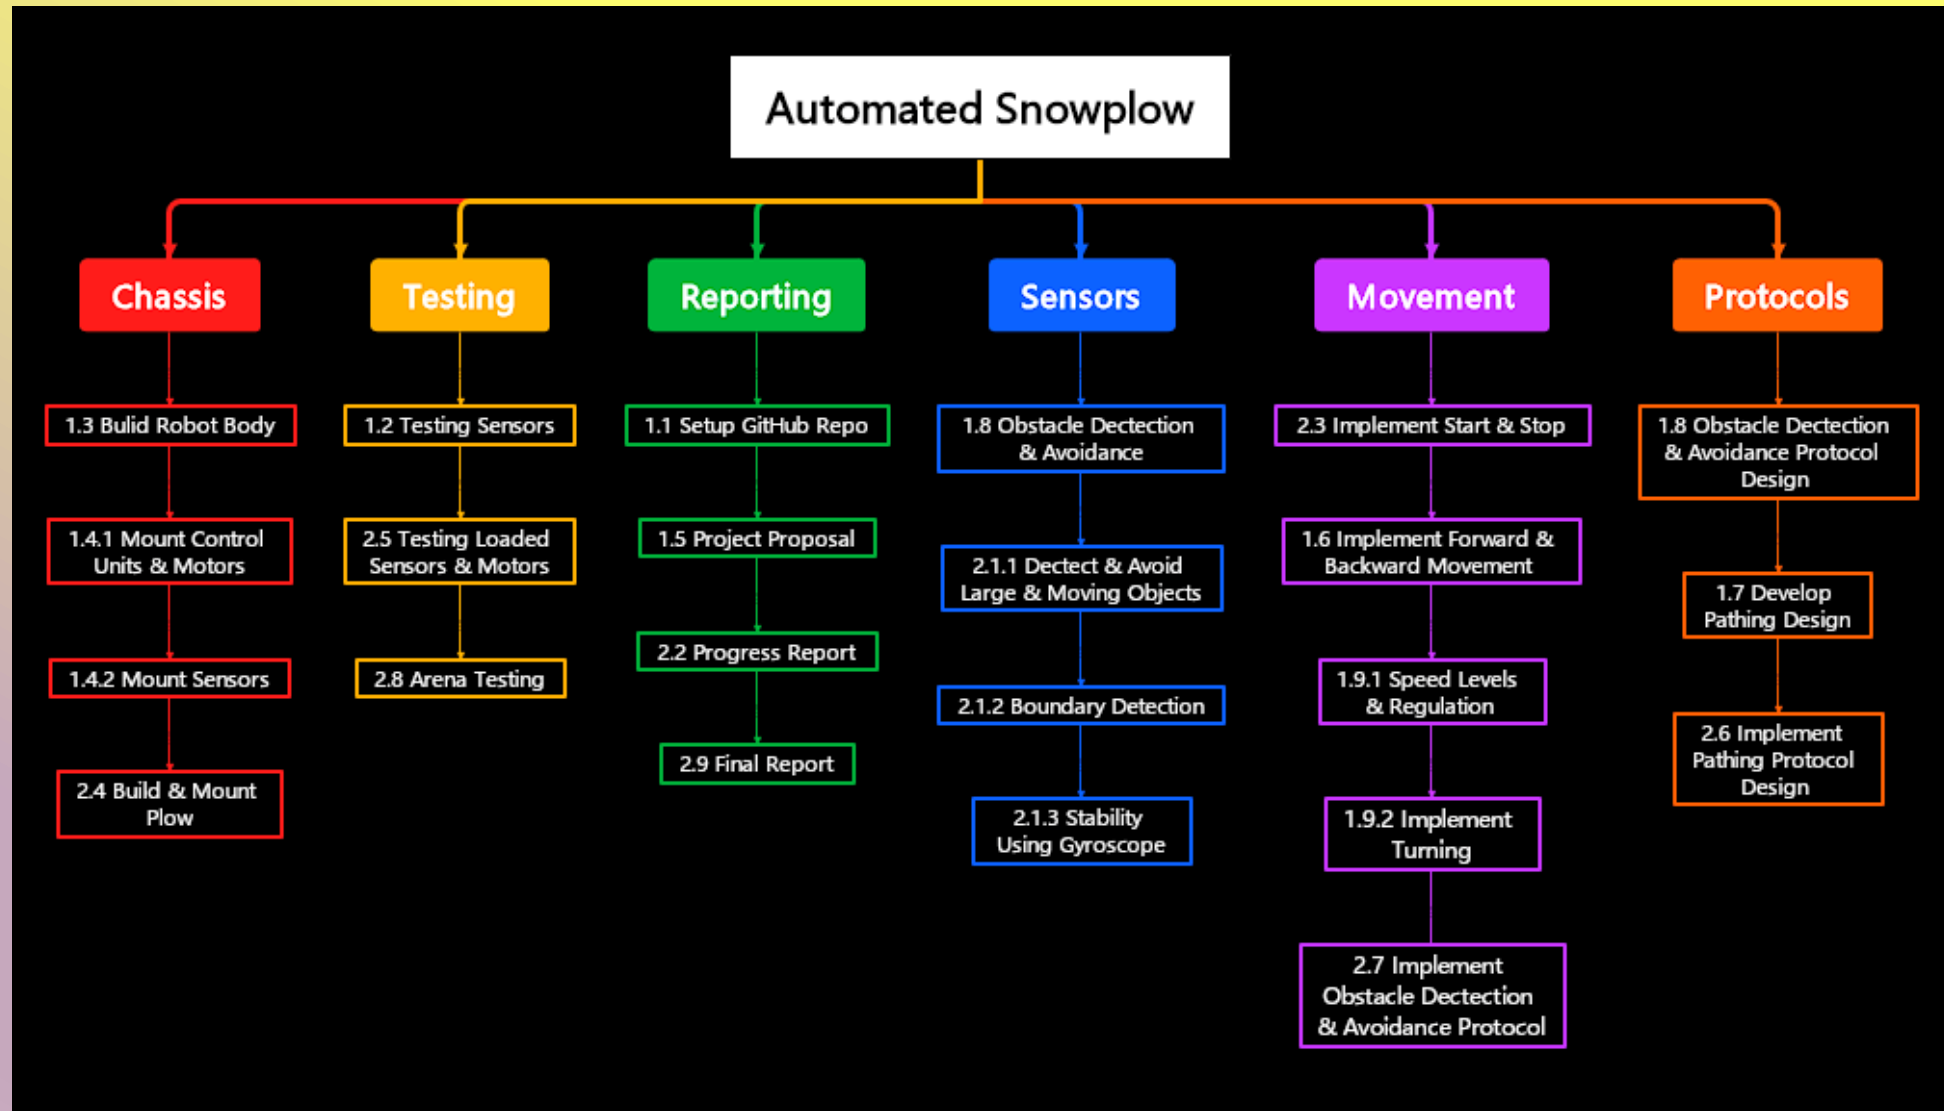 Automated Snowplow
Chassis
1.3 Bulid Robot Body
1.4.1 Mount Control
Units & Motors
1.4.2 Mount Sensors
2.4 Build & Mount
Plow
Testing
1.2 Testing Sensors
2.5 Testing Loaded
Sensors & Motors
2.8 Arena Testing
Reporting
1.1 Setup GitHub Repo
1.5 Project Proposal
2.2 Progress Report
2.9 Final Report
Sensors
1.8 Obstacle Dectection
& Avoidance
2.1.1 Dectect & Avoid
Large & Moving Objects
2.1.2 Boundary Detection
2.1.3 Stability
Using Gyroscope
Movement
2.3 Implement Start & Stop
1.6 Implement Forward &
Backward Movement
1.9.1 Speed Levels
& Regulation
1.9.2 Implement
Turning
2.7 Implement
Obstacle Dectection
& Avoidance Protocol
Protocols
1.8 Obstacle Dectection
& Avoidance Protocol
Design
1.7 Develop
Pathing Design
2.6 Implement
Pathing Protocol
Design